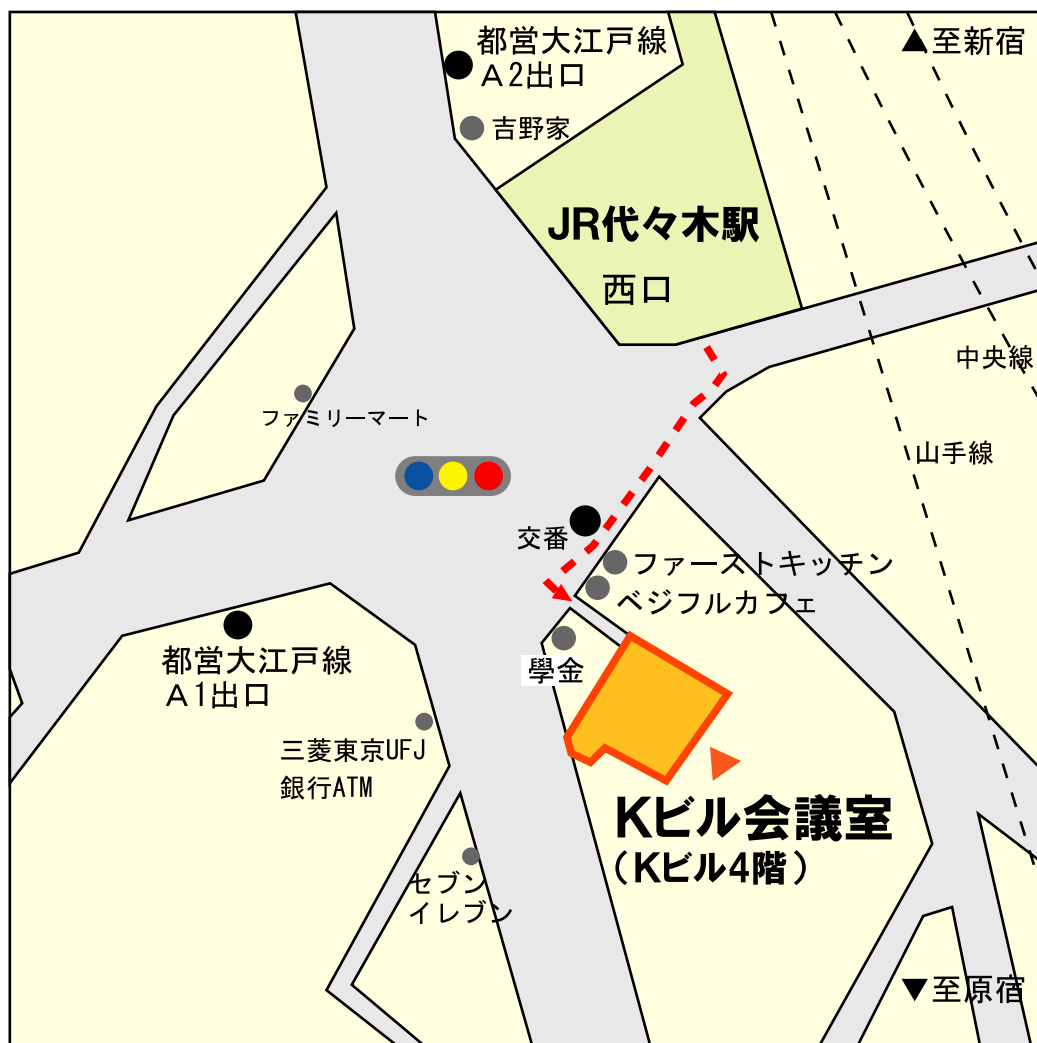 都営大江戸線
A2出口
▲至新宿
吉野家
JR代々木駅
西口
中央線
ファミリーマート
山手線
交番
ファーストキッチン
ベジフルカフェ
都営大江戸線
A1出口
學金
三菱東京UFJ
銀行ATM
Kビル会議室
(Kビル4階)
セブン
イレブン
▼至原宿